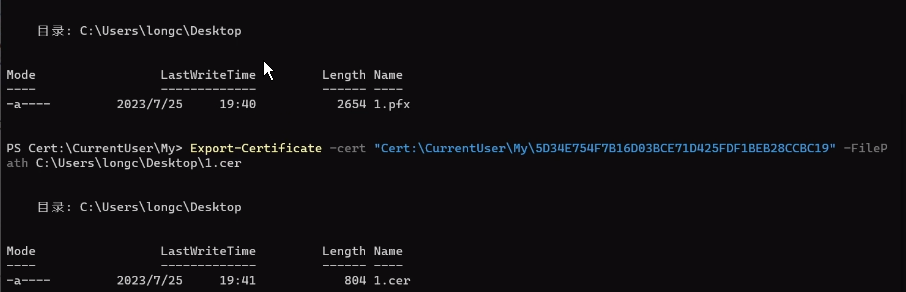 目录: C:\Users\longc\Desktop
Mode                 LastWriteTime         Length Name
----                 -------------         ------ ----
-a----         2023/7/25     19:40           2654 1.pfx
PS Cert:\CurrentUser\My> Export-Certificate -cert "Cert:\CurrentUser\My\5D34E754F7B16D03BCE71D425FDF1BEB28CCBC19" -FileP
ath C:\Users\longc\Desktop\1.cer
目录: C:\Users\longc\Desktop
Mode                 LastWriteTime         Length Name
----                 -------------         ------ ----
-a----         2023/7/25     19:41            804 1.cer